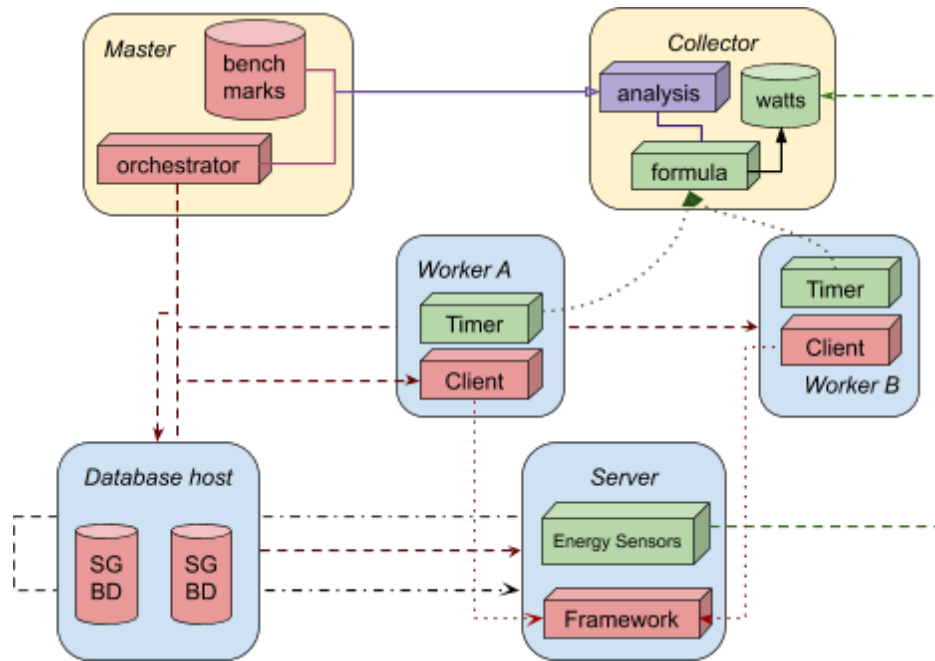 Master
bench
marks
orchestrator
Collector
analysis
watts
formula
Worker A
Timer
Client
Timer
Client
Worker B
Database host
SG
BD
SG
BD
Server
Energy Sensors
Framework